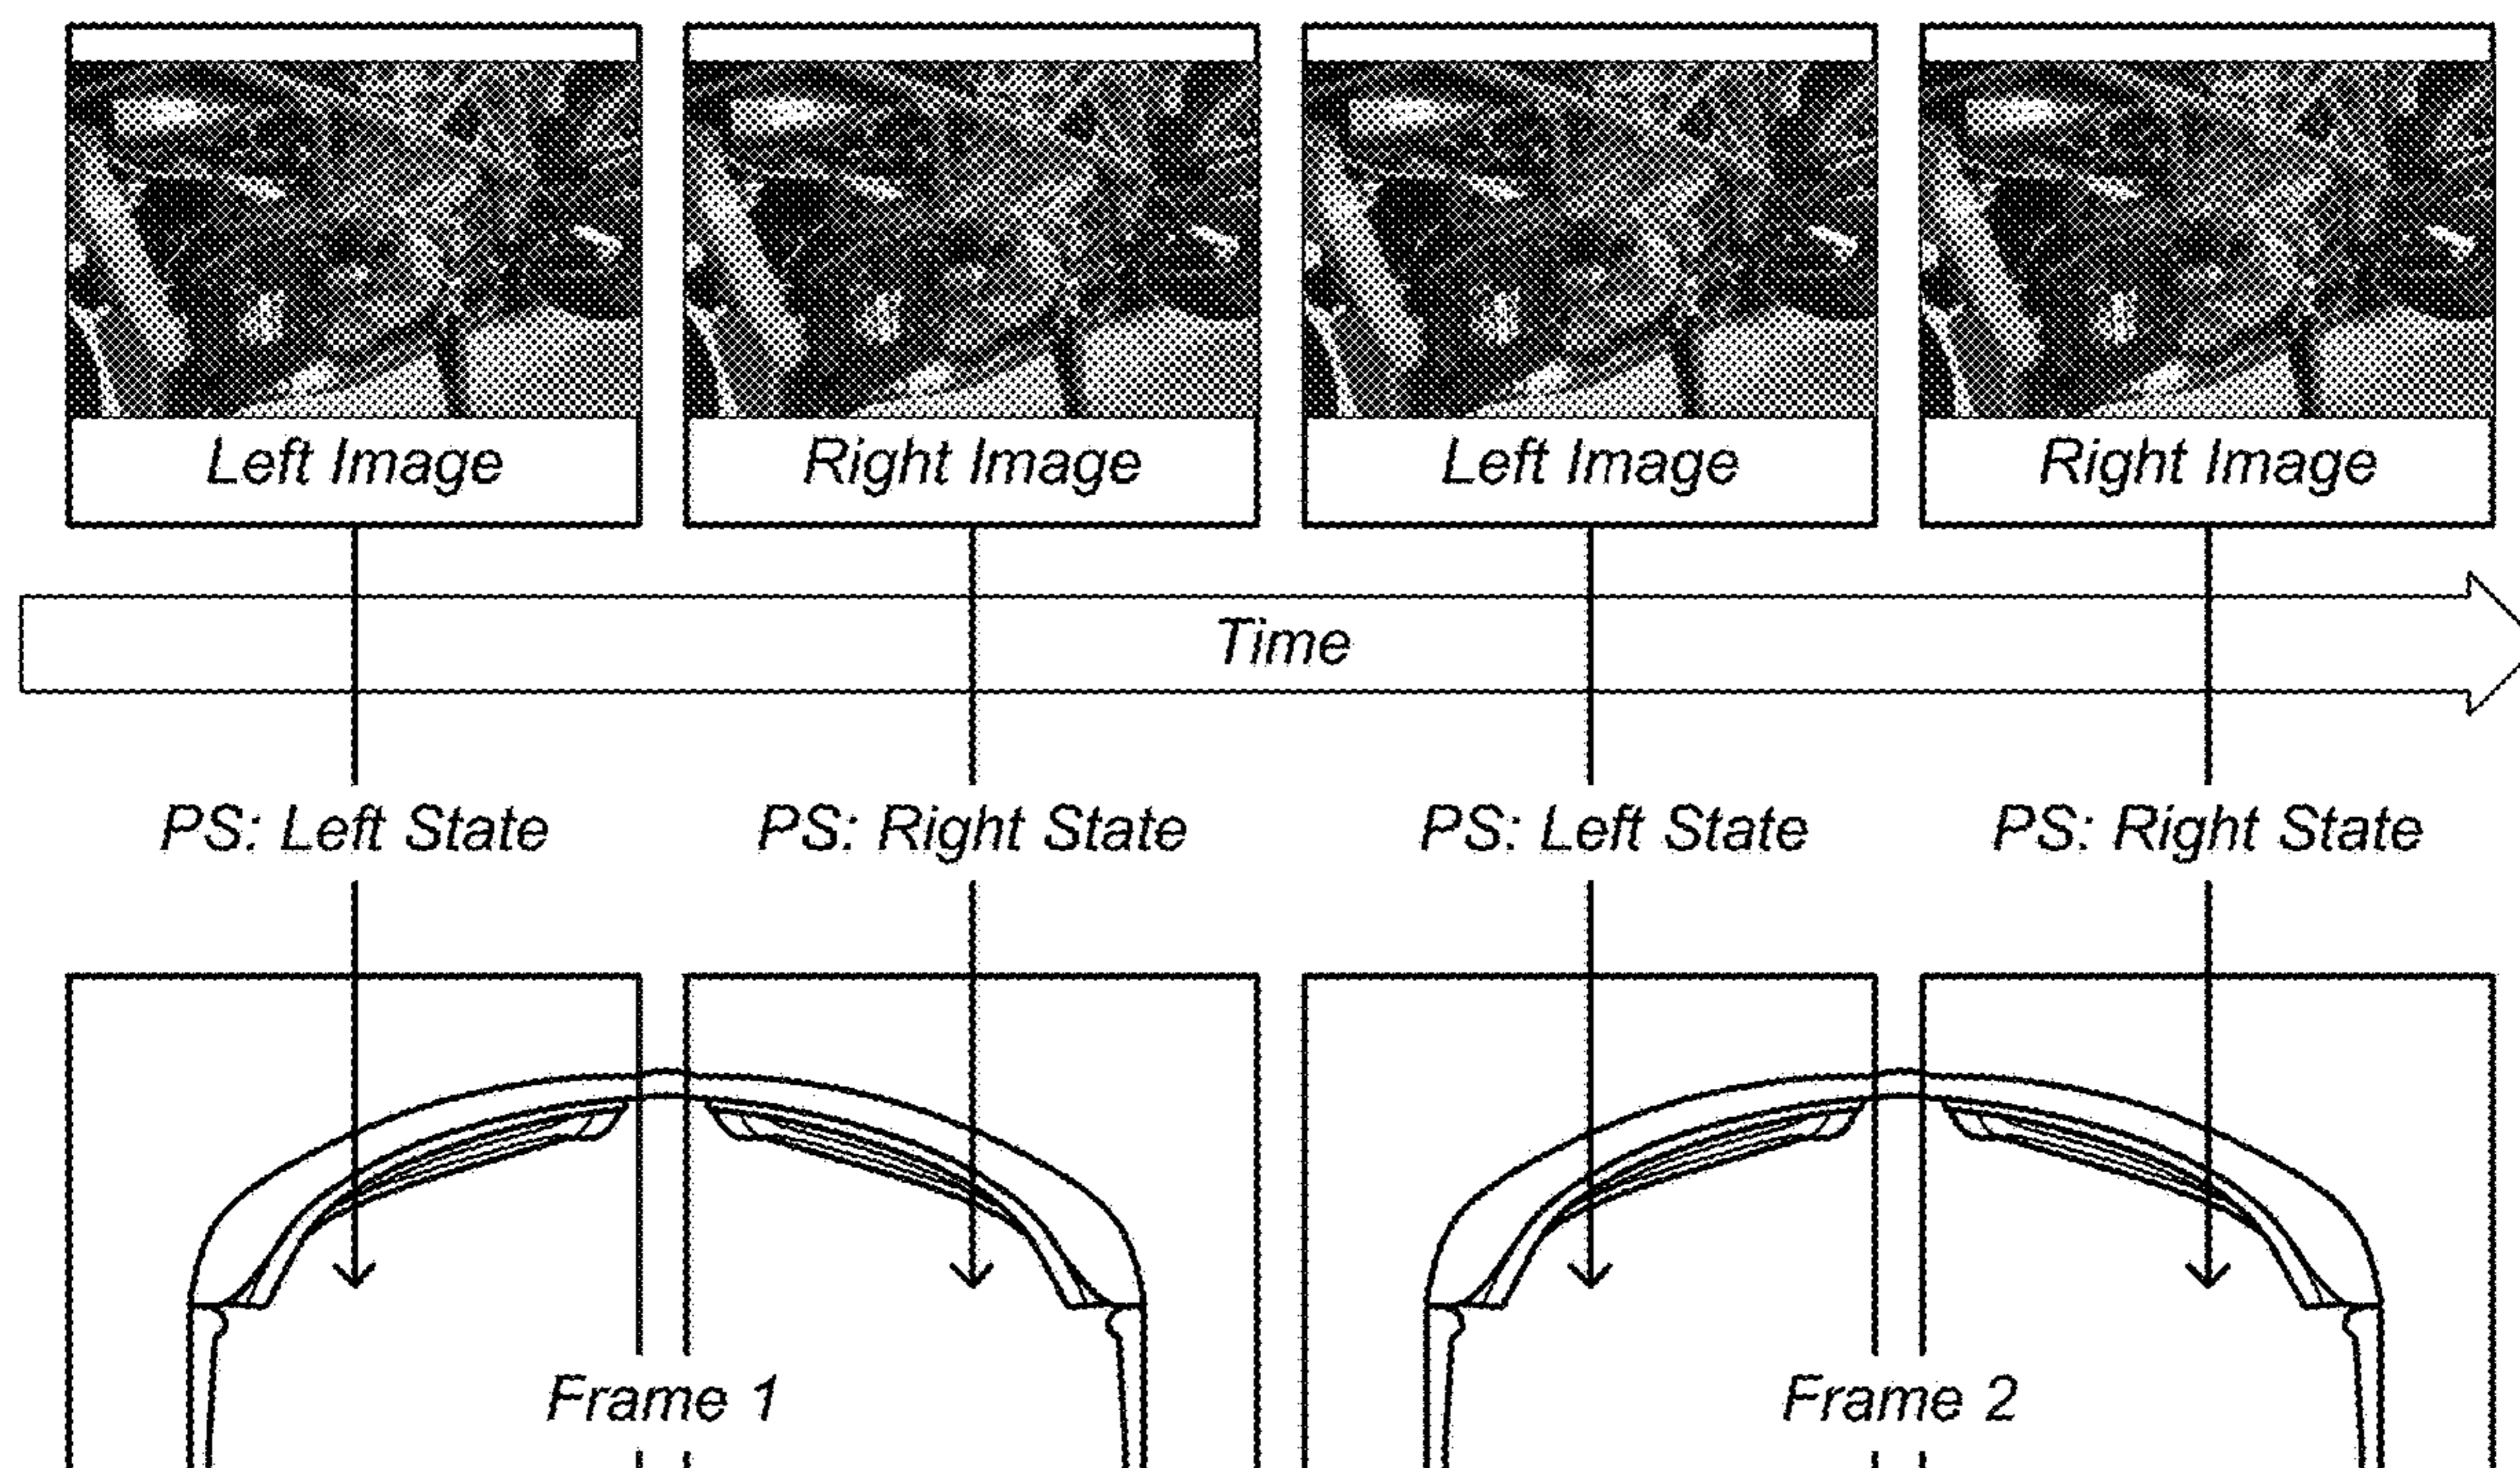 Left Image
Right Image
Left Image
Right Image
Time
PS: Left State
PS: Right State
PS: Left State
PS: Right State
Frame 1
Frame 2